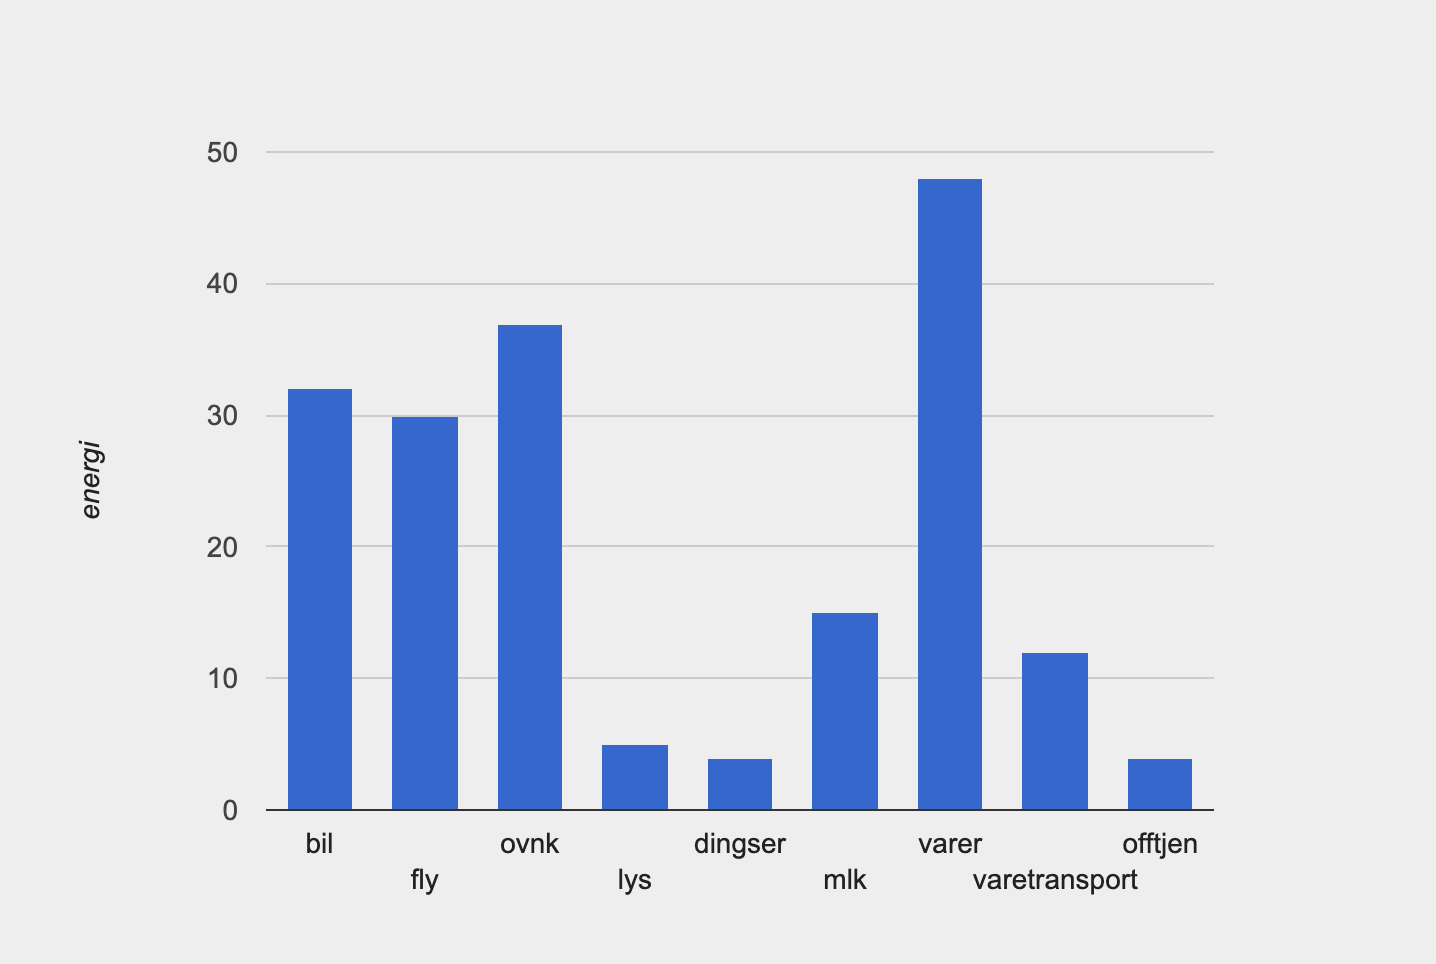 50
40
30
20
10
0
energi
bil
fly
ovnk
lys
dingser
mlk
varer
varetransport
offtjen